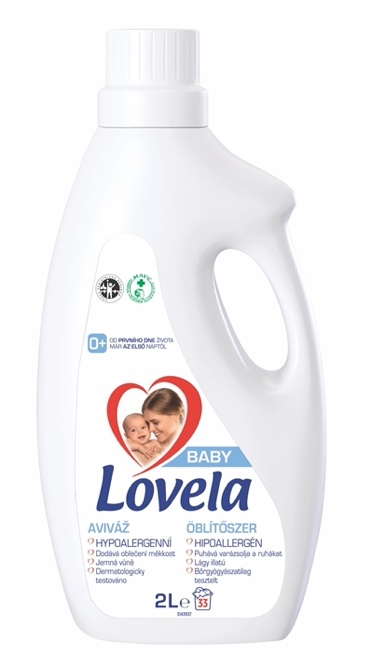 MAVE
0+
OD PRVNÍHO DNE ŽIVOTA
MÁR AZ ELSŐ NAPTÓL
BABY
Lovela
AVIVÁŽ
HYPOALERGENNÍ
Dodává oblečení měkkost
Jemná vůně
Dermatologicky
testováno
ÖBLÍTŐSZER
HIPOALLERGÉN
Puhává varázsolja a ruhákat
Lágy illatú
Bőrgyógyászatilag
tesztelt
2L e 33